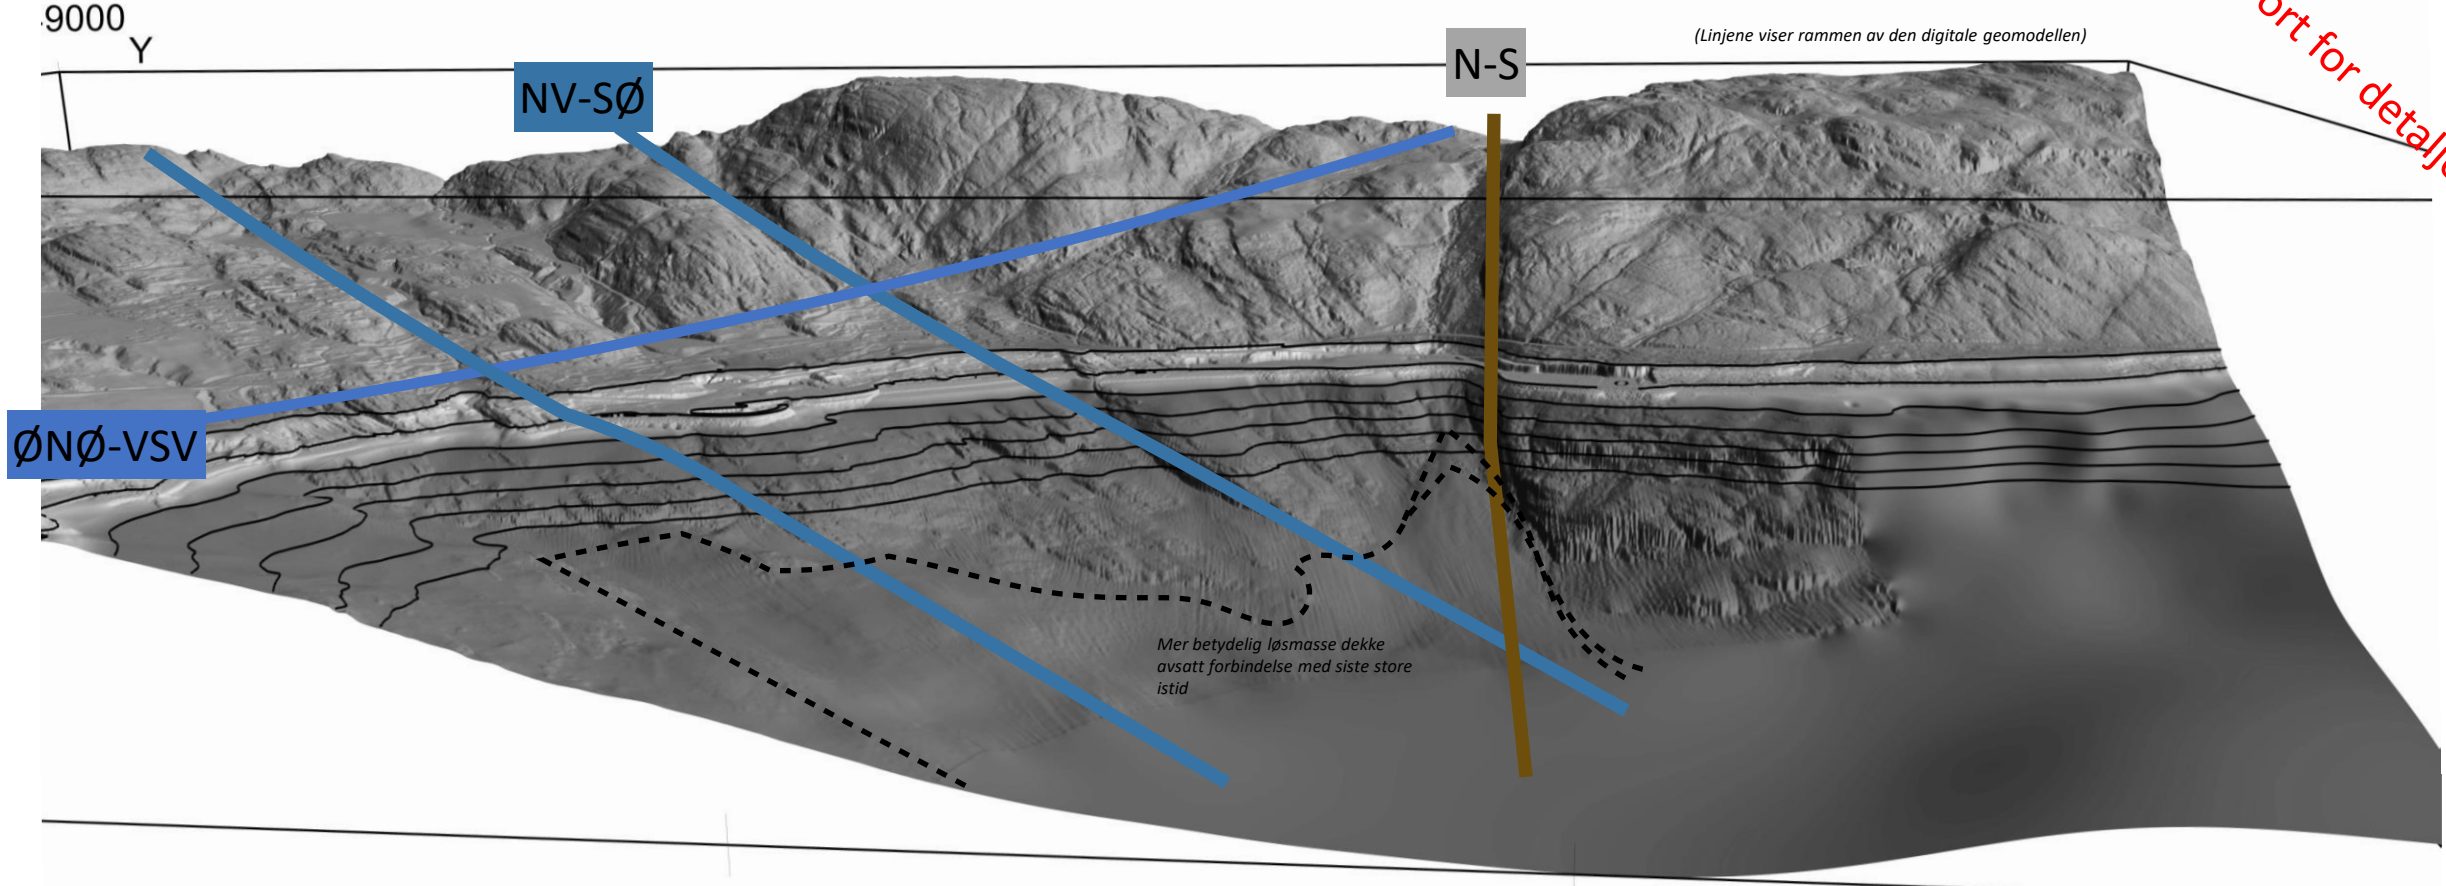 -9000
Y
NV-SØ
N-S
(Linjene viser rammen av den digitale geomodellen)
for
ØNØ-VSV
Mer betydelig løsmasse dekke
avsatt forbindelse med siste store
istid